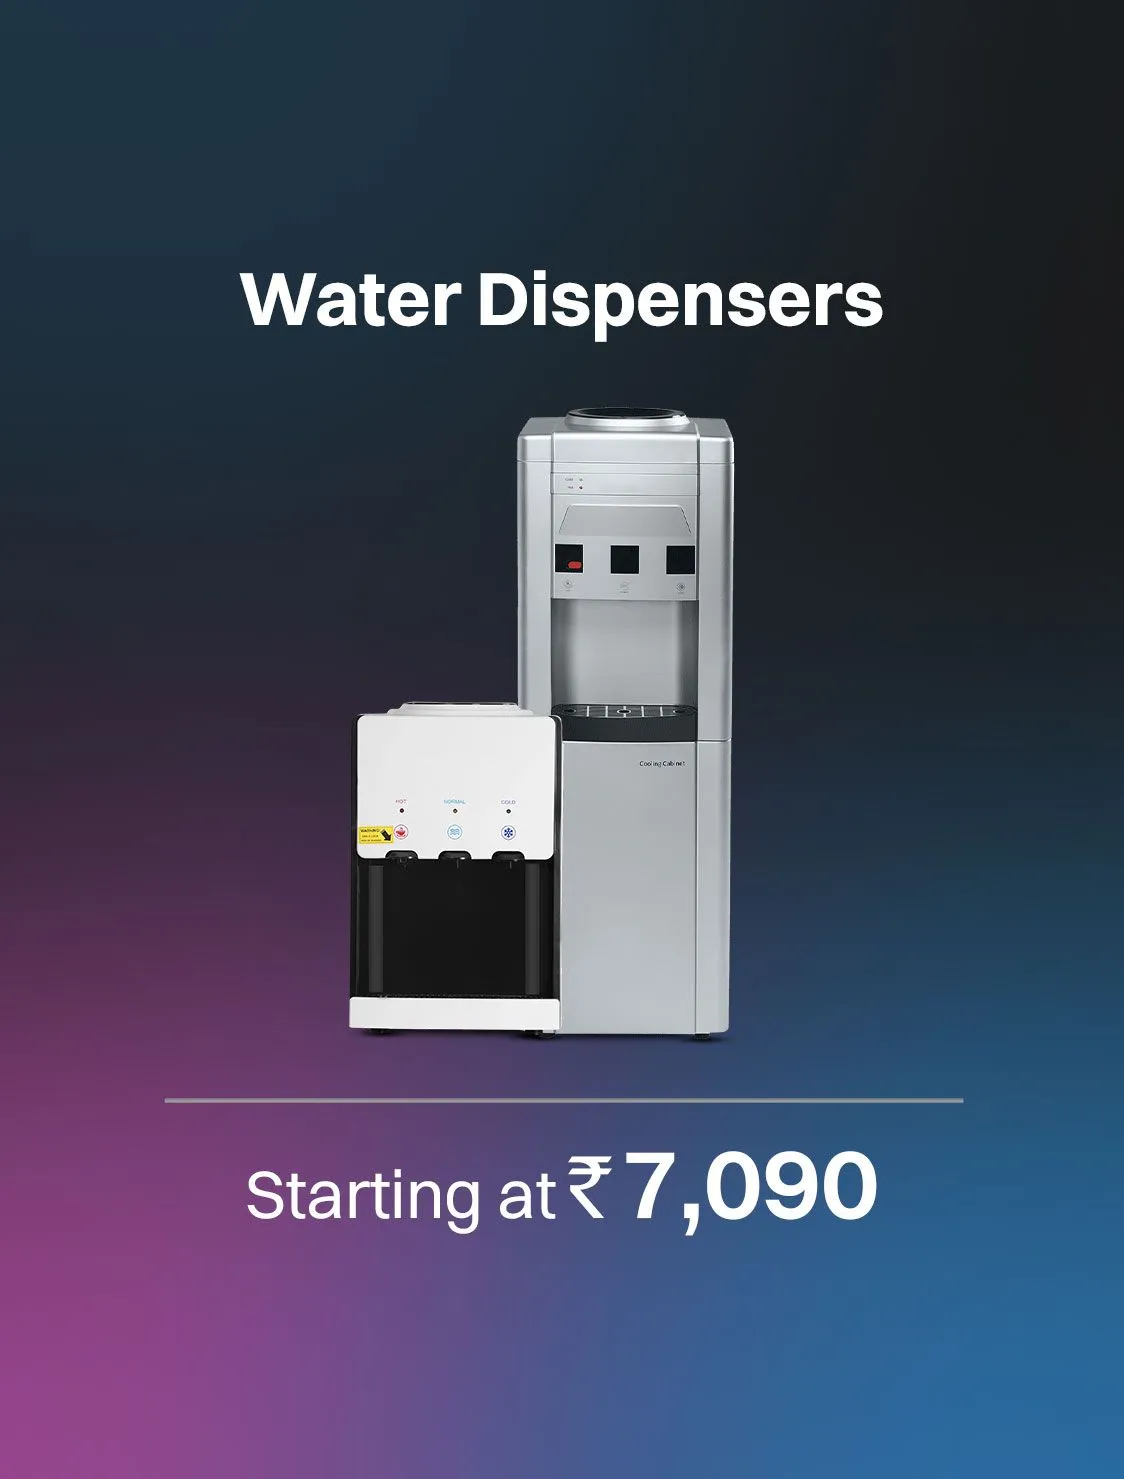 Water Dispensers
Cooling Cabinet
HOT NORMAL COLD
WARNING!
Starting at ₹ 7,090